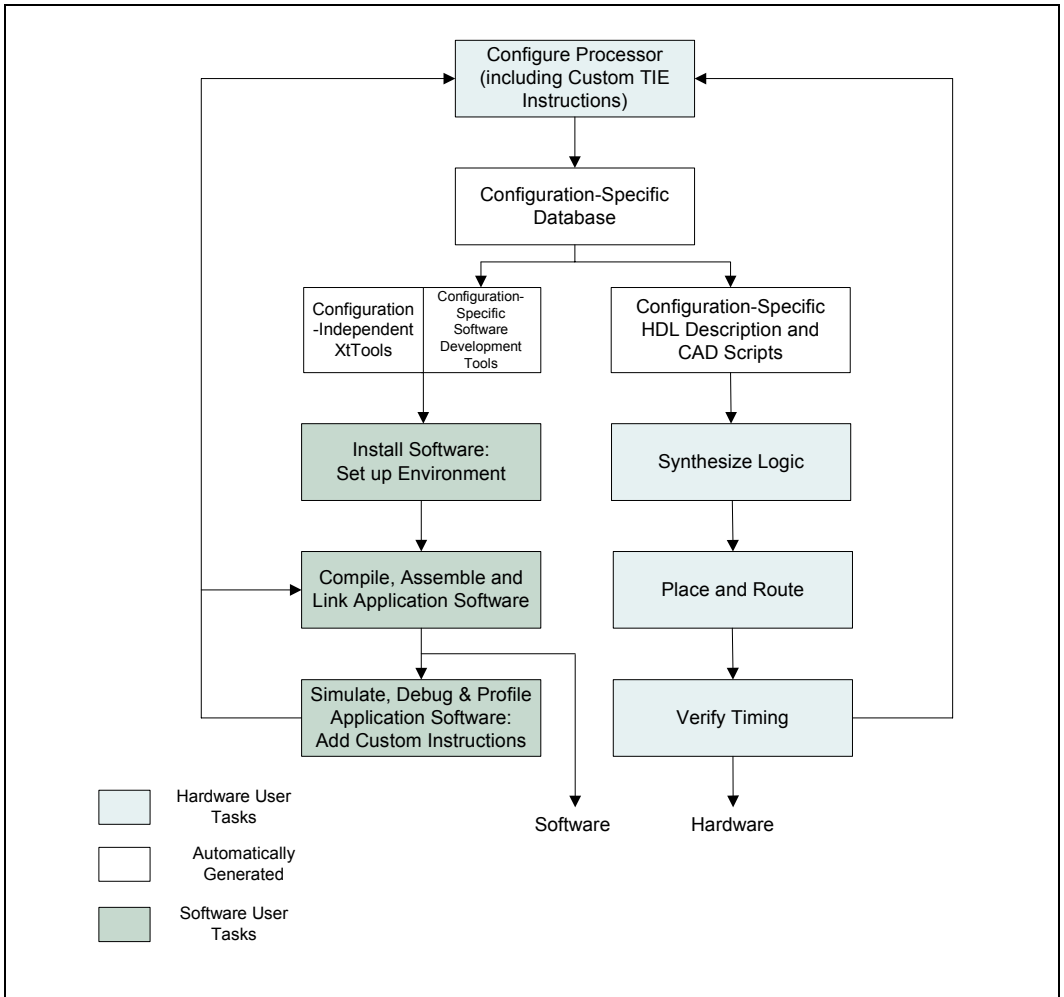 Configure Processor
(including Custom TIE
Instructions)
Configuration-Specific
Database
Configuration
-Independent
XtTools
Configuration-
Specific
Software
Development
Tools
Configuration-Specific
HDL Description and
CAD Scripts
Install Software:
Set up Environment
Synthesize Logic
Compile, Assemble and
Link Application Software
Place and Route
Simulate, Debug & Profile
Application Software:
Add Custom Instructions
Verify Timing
Software
Hardware
Hardware User
Tasks
Automatically
Generated
Software User
Tasks